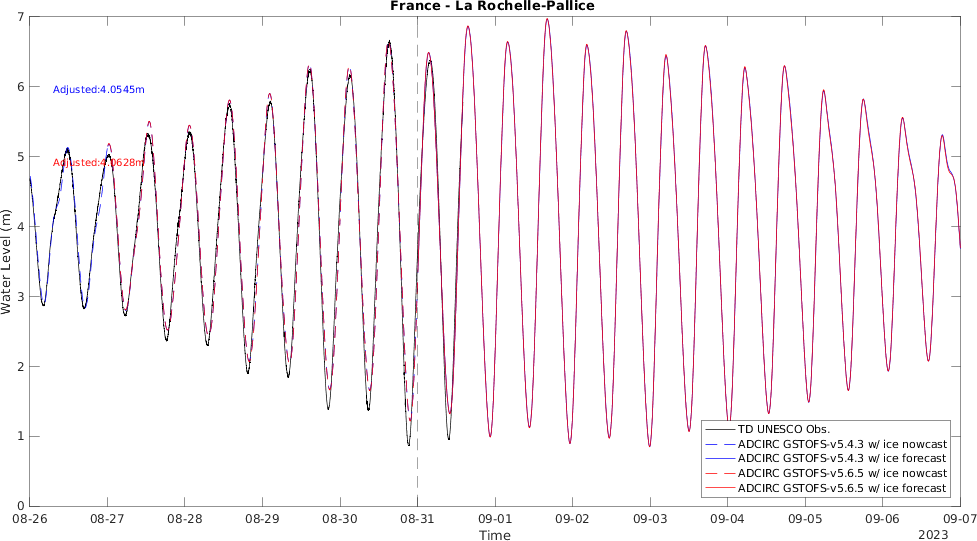 France - La Rochelle-Pallice
7
6
5
4
3
2
1
0
Water Level (m)
Adjusted:4.0545m
Adjusted:4.0628m
TD UNESCO Obs.
ADCIRC GSTOFS-v5.4.3 w/ ice nowcast
ADCIRC GSTOFS-v5.4.3 w/ ice forecast
ADCIRC GSTOFS-v5.6.5 w/ ice nowcast
ADCIRC GSTOFS-v5.6.5 w/ ice forecast
08-26 08-27 08-28 08-29 08-30 08-31 09-01 09-02 09-03 09-04 09-05 09-06 09-07
Time
2023